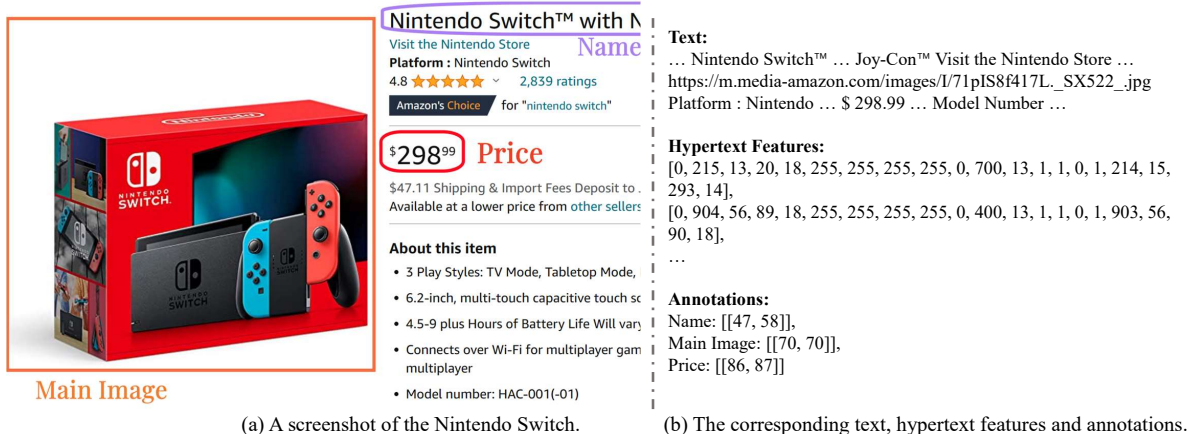 Nintendo
NINTENDO
SWITCH.
NINTENDO
SWITCH
Main Image
Nintendo Switch™ with N
Visit the Nintendo Store
Name
Platform : Nintendo Switch
4.8 2,839 ratings
Amazon's Choice for "nintendo switch"
$298⁹⁹ Price
$47.11 Shipping & Import Fees Deposit to .
Available at a lower price from other sellers
About this item
• 3 Play Styles: TV Mode, Tabletop Mode,
• 6.2-inch, multi-touch capacitive touch sc
• 4.5-9 plus Hours of Battery Life Will vary
• Connects over Wi-Fi for multiplayer gam
multiplayer
• Model number: HAC-001(-01)
(a) A screenshot of the Nintendo Switch.
Text:
… Nintendo Switch™ … Joy-Con™ Visit the Nintendo Store …
https://m.media-amazon.com/images/I/71pIS8f417L._SX522_.jpg
Platform : Nintendo … $ 298.99 … Model Number …
Hypertext Features:
[0, 215, 13, 20, 18, 255, 255, 255, 255, 0, 700, 13, 1, 1, 0, 1, 214, 15,
293, 14],
[0, 904, 56, 89, 18, 255, 255, 255, 255, 0, 400, 13, 1, 1, 0, 1, 903, 56,
90, 18],
…
Annotations:
Name: [[47, 58]],
Main Image: [[70, 70]],
Price: [[86, 87]]
(b) The corresponding text, hypertext features and annotations.